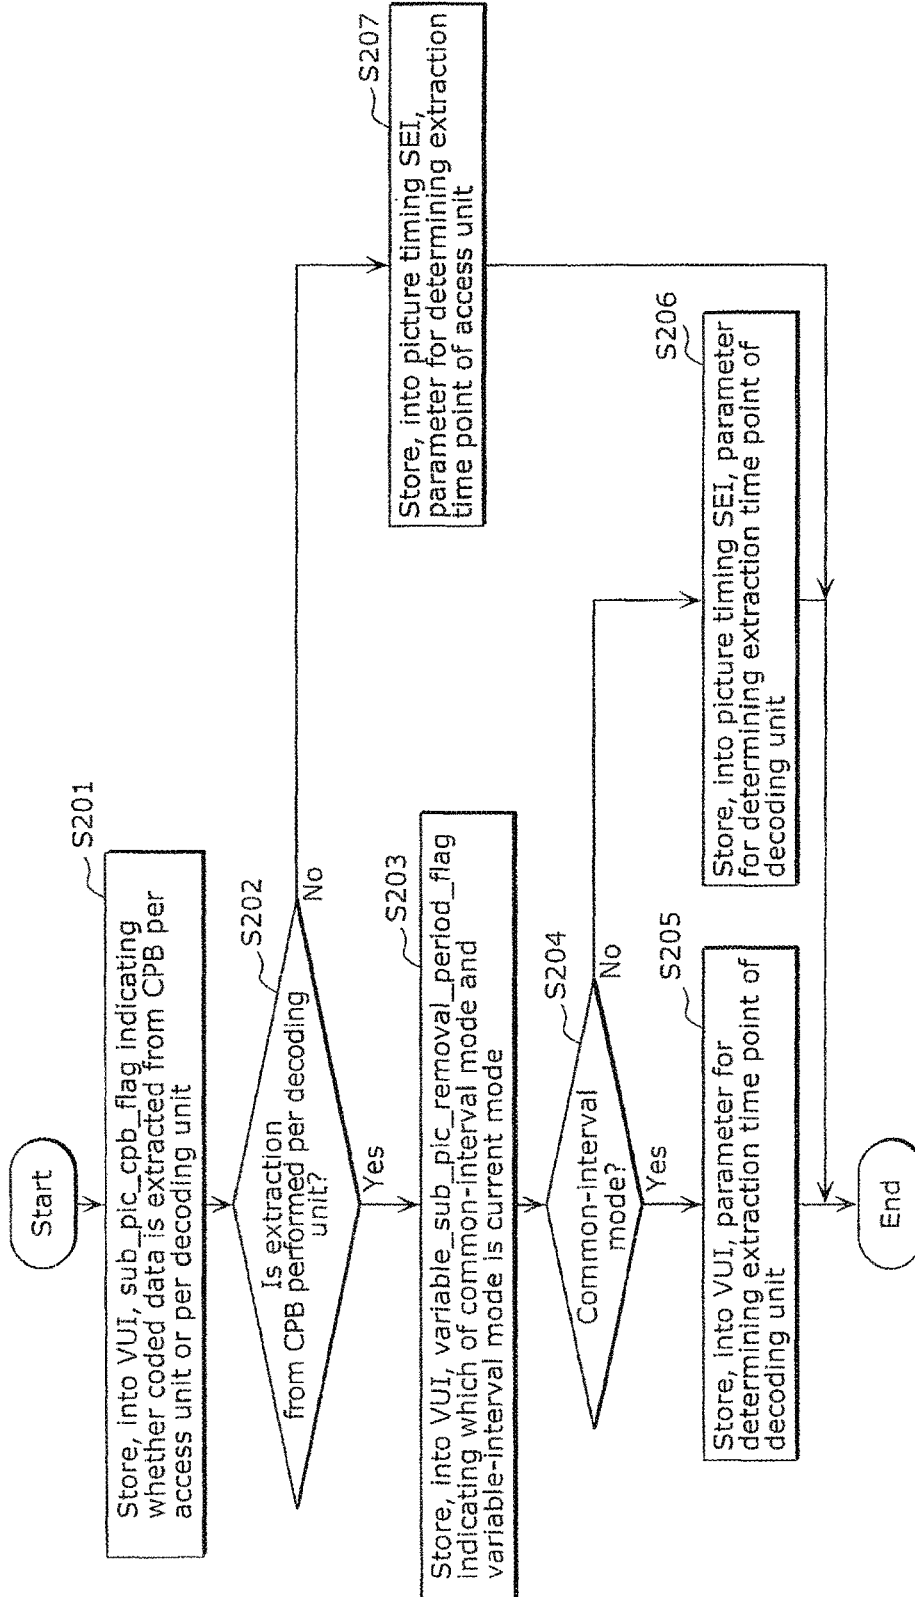 Start
S201
Store, into VUI, sub_pic_cpb_flag indicating
whether coded data is extracted from CPB per
access unit or per decoding unit
S202
Is extraction
from CPB performed per decoding
unit?
No
Yes
S203
Store, into VUI, variable_sub_pic_removal_period_flag
indicating which of common-interval mode and
variable-interval mode is current mode
S204
Common-interval
mode?
No
Yes
S205
Store, into VUI, parameter for
determining extraction time point of
decoding unit
S206
Store, into picture timing SEI, parameter
for determining extraction time point of
decoding unit
S207
Store, into picture timing SEI,
parameter for determining extraction
time point of access unit
End